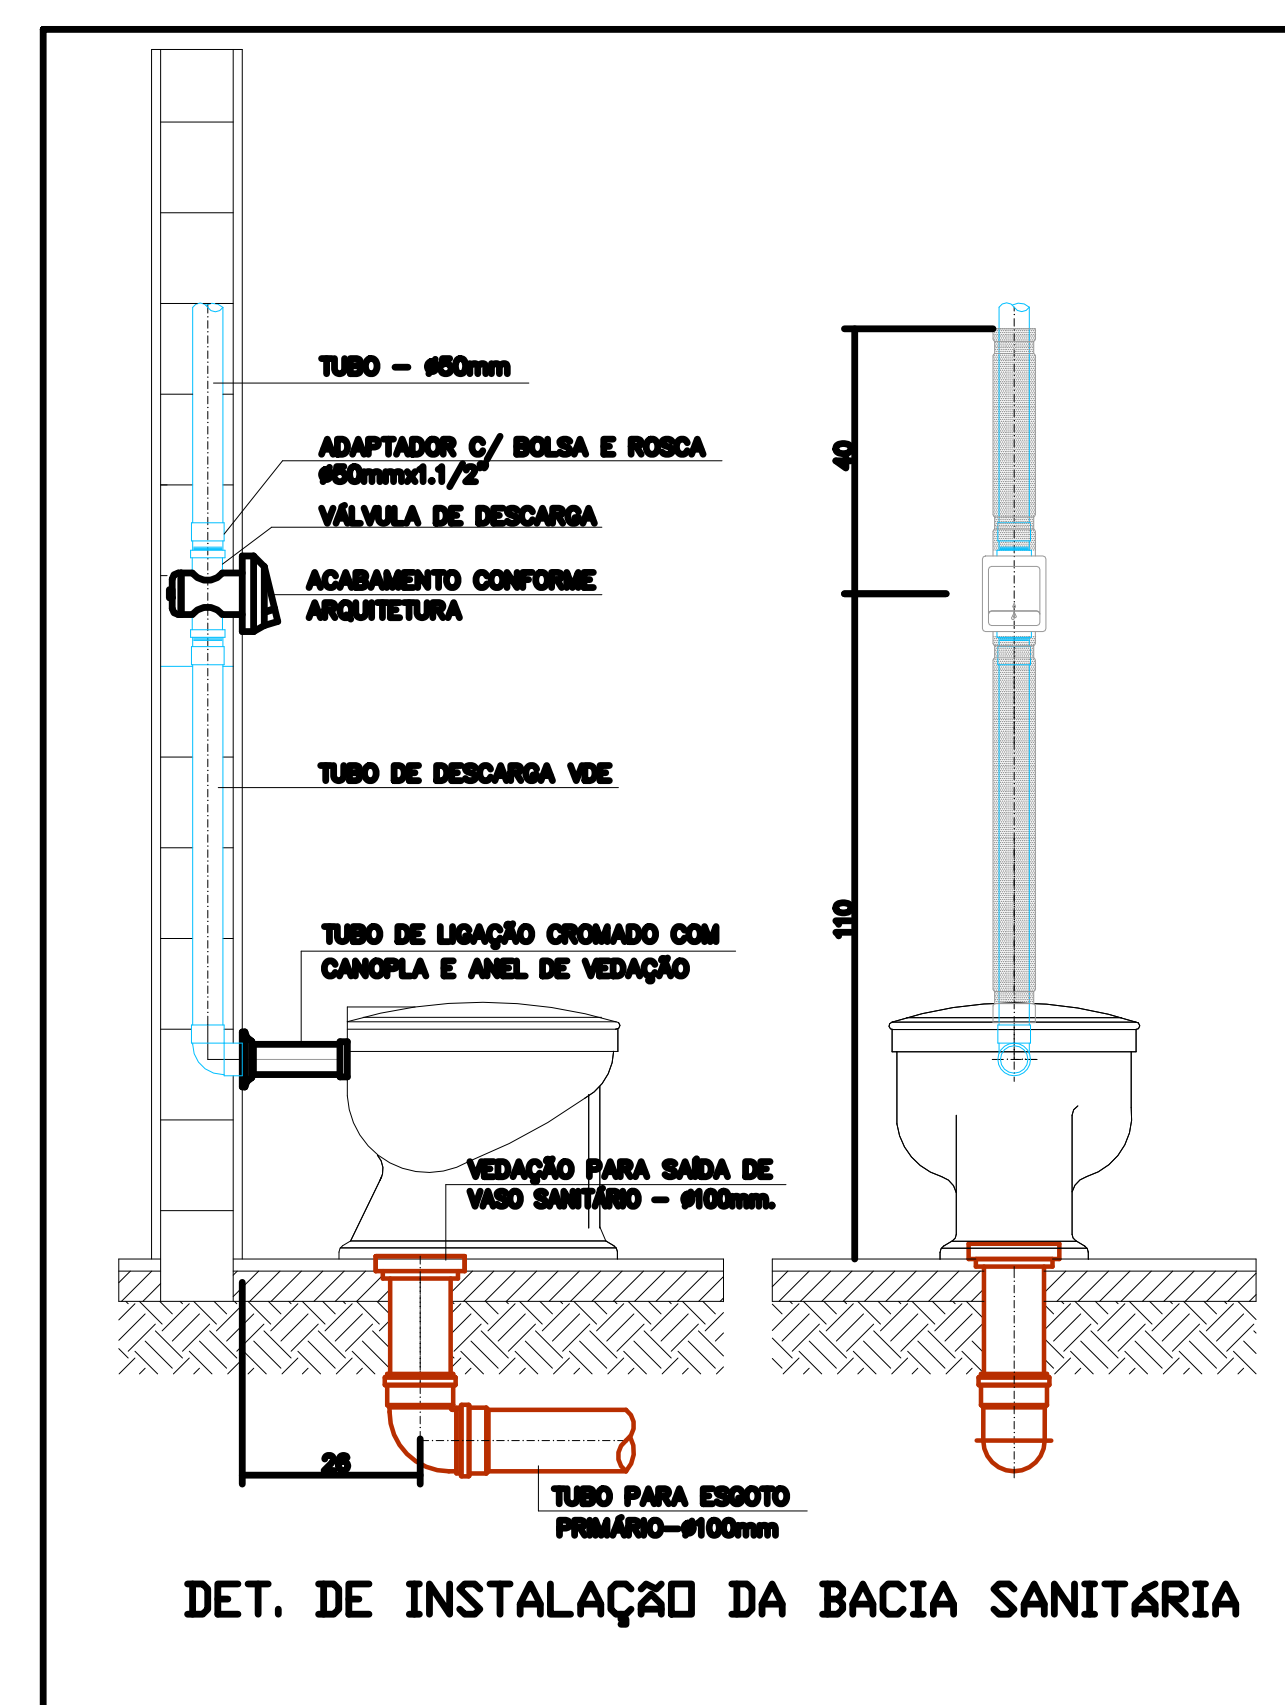 TUBO - ø50mm
ADAPTADOR C/ BOLSA E ROSCA
ø50mmx1.1/2"
VÁLVULA DE DESCARGA
ACABAMENTO CONFORME
ARQUITETURA
40
TUBO DE DESCARGA VDE
110
TUBO DE LIGAÇÃO CROMADO COM
CANOPLA E ANEL DE VEDAÇÃO
VEDAÇÃO PARA SAÍDA DE
VASO SANITÁRIO - ø100mm.
26
TUBO PARA ESGOTO
PRIMÁRIO-ø100mm
DET. DE INSTALAÇÃO DA BACIA SANITÁRIA